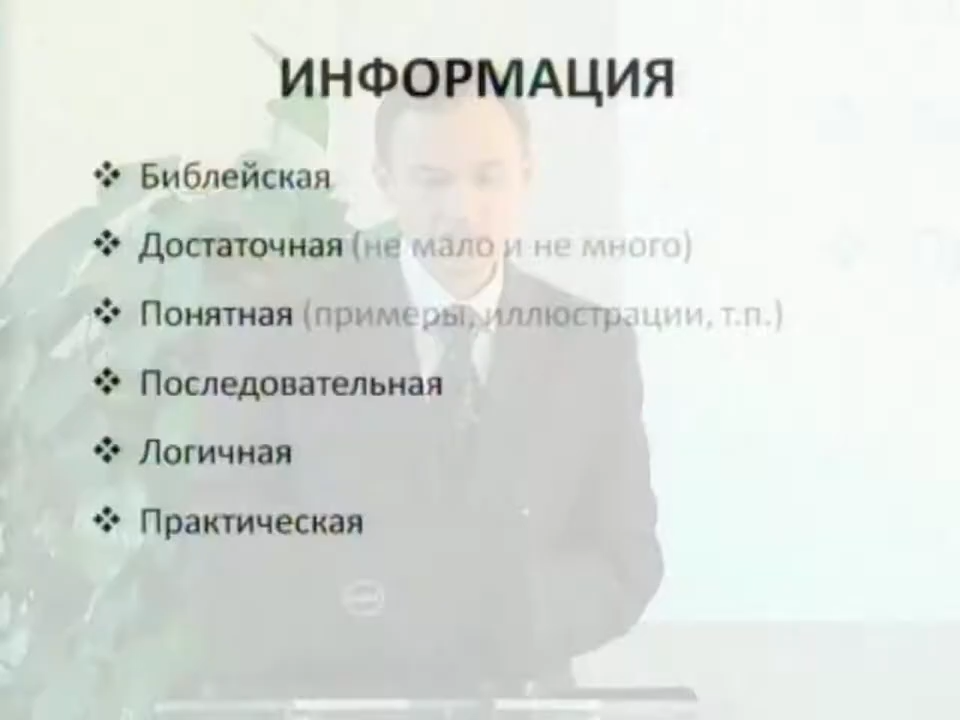 ИНФОРМАЦИЯ
Библейская
Достаточная (не мало и не много)
Понятная (примеры, иллюстрации, т.п.)
Последовательная
Логичная
Практическая